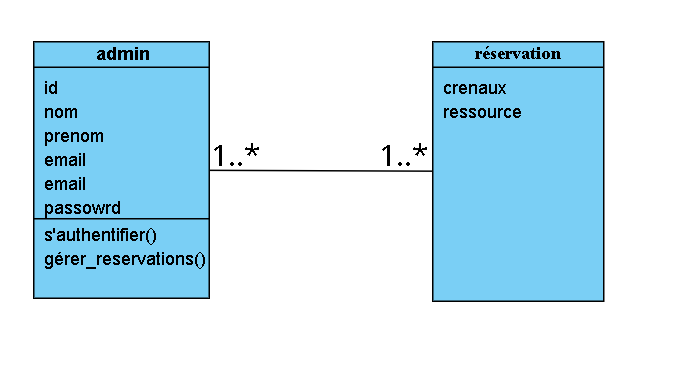 admin
id
nom
prenom
email
email
passowrd
s'authentifier()
gérer_reservations()
1..*
1..*
réservation
crenaux
ressource